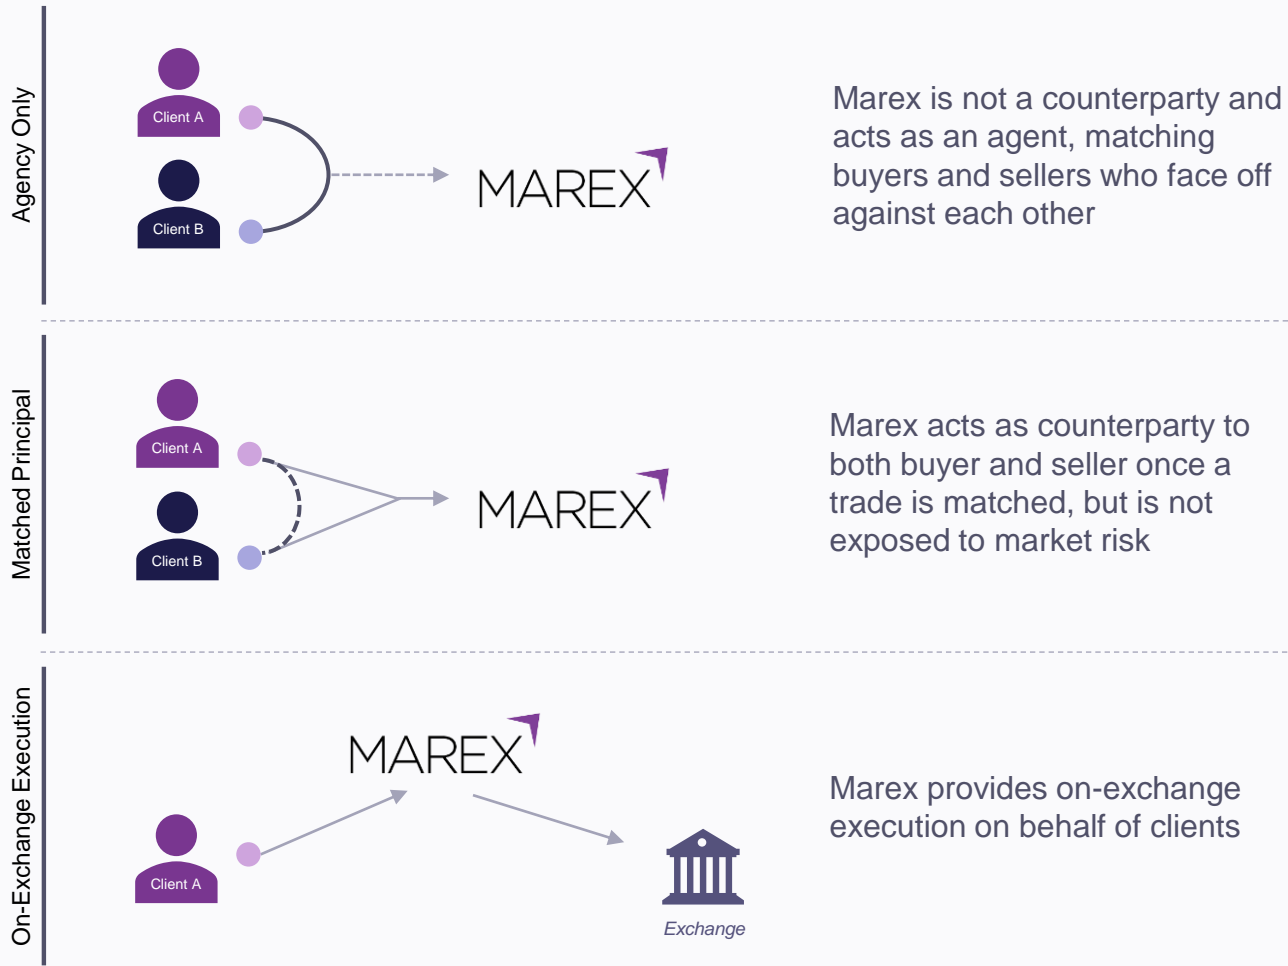 Agency Only
Client A
Client B
MAREX
Marex is not a counterparty and
acts as an agent, matching
buyers and sellers who face off
against each other
Matched Principal
Client A
Client B
MAREX
Marex acts as counterparty to
both buyer and seller once a
trade is matched, but is not
exposed to market risk
On-Exchange Execution
Client A
MAREX
Exchange
Marex provides on-exchange
execution on behalf of clients